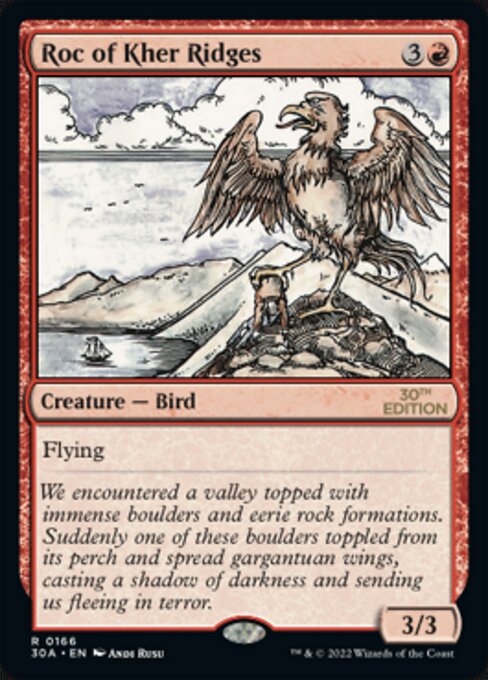 Roc of Kher Ridges 3
Creature — Bird 30TH EDITION
Flying
We encountered a valley topped with
immense boulders and eerie rock formations.
Suddenly one of these boulders toppled from
its perch and spread gargantuan wings,
casting a shadow of darkness and sending
us fleeing in terror.
3/3
R 0166
30A • EN Andi Rusu
™ & © 2022 Wizards of the Coast